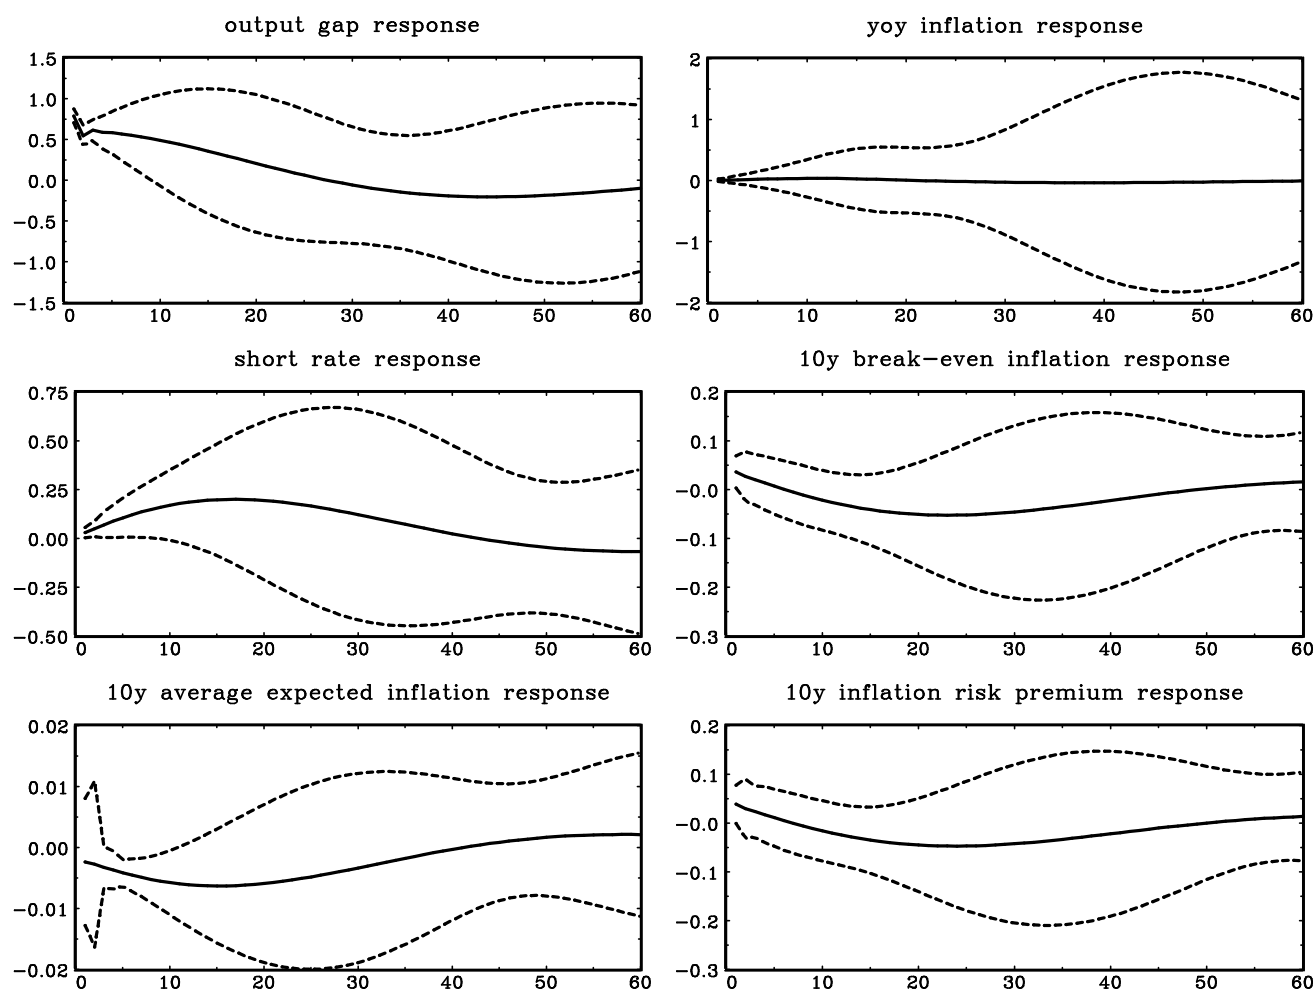 output gap response
1.5
1.0
0.5
0.0
−0.5
−1.0
−1.5
0 10 20 30 40 50 60
yoy inflation response
2
1
0
−1
−2
0 10 20 30 40 50 60
short rate response
0.75
0.50
0.25
0.00
−0.25
−0.50
0 10 20 30 40 50 60
10y break−even inflation response
0.2
0.1
−0.0
−0.1
−0.2
−0.3
0 10 20 30 40 50 60
10y average expected inflation response
0.02
0.01
0.00
−0.01
−0.02
0 10 20 30 40 50 60
10y inflation risk premium response
0.2
0.1
−0.0
−0.1
−0.2
−0.3
0 10 20 30 40 50 60